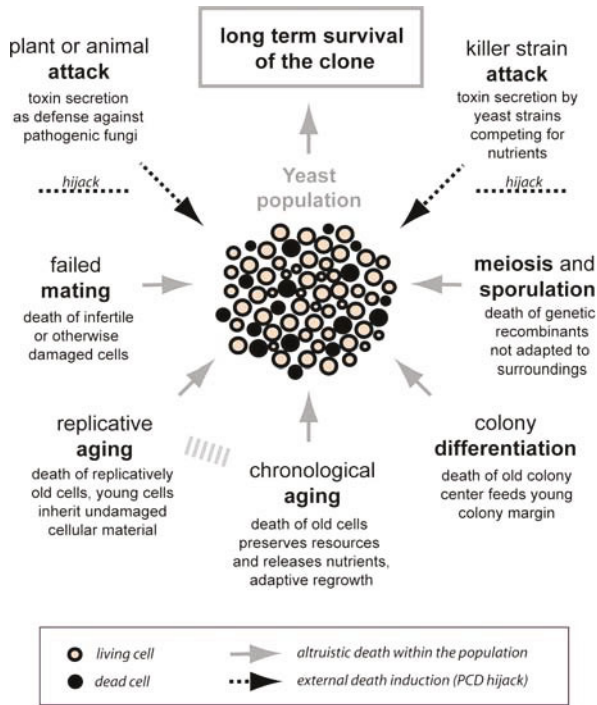 plant or animal
attack
toxin secretion
as defense against
pathogenic fungi
hijack
long term survival
of the clone
killer strain
attack
toxin secretion by
yeast strains
competing for
nutrients
hijack
Yeast
population
failed
mating
death of infertile
or otherwise
damaged cells
meiosis and
sporulation
death of genetic
recombinants
not adapted to
surroundings
replicative
aging
death of replicatively
old cells, young cells
inherit undamaged
cellular material
chronological
aging
death of old cells
preserves resources
and releases nutrients,
adaptive regrowth
colony
differentiation
death of old colony
center feeds young
colony margin
living cell
altruistic death within the population
dead cell
external death induction (PCD hijack)